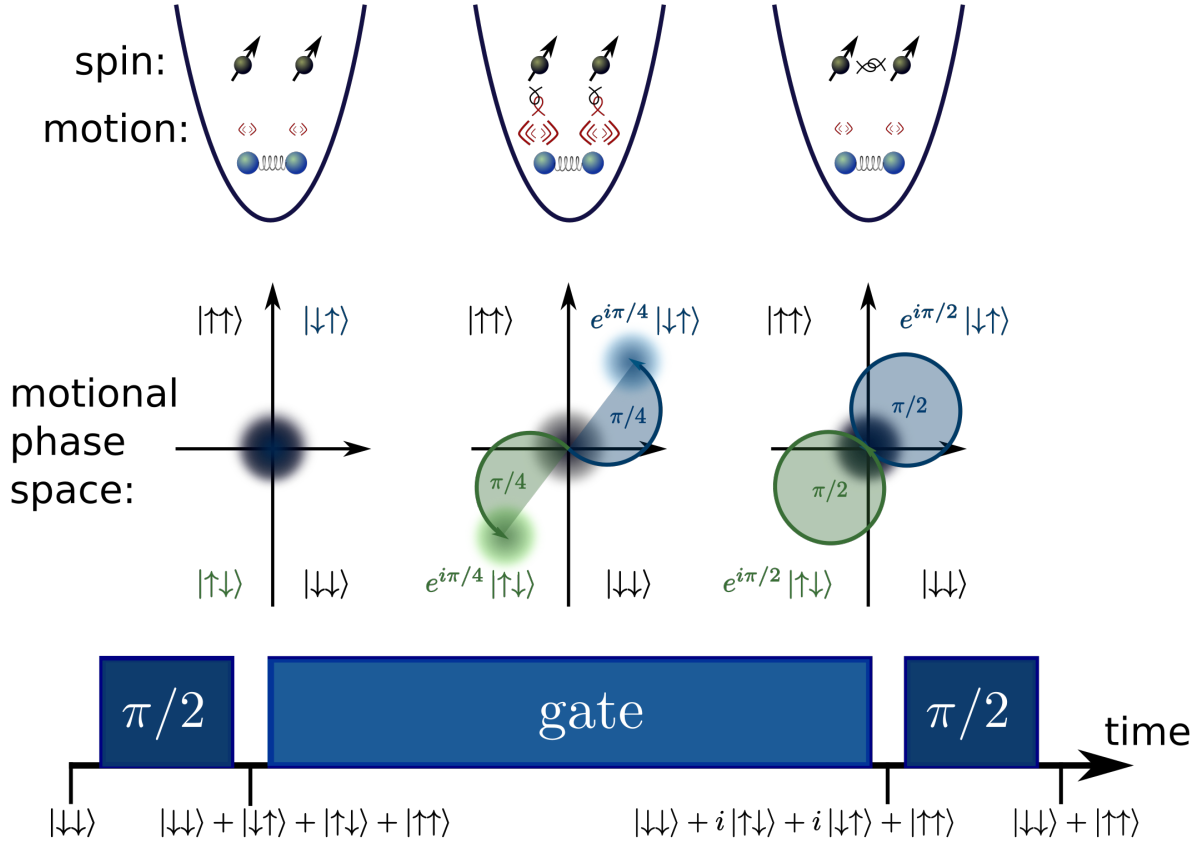 spin:
motion:
|↑↑⟩ |↓↑⟩ |↑↑⟩ e^{iπ/4} |↓↑⟩ |↑↑⟩ e^{iπ/2} |↓↑⟩
motional
phase
space:
π/4 π/2
π/4 π/2
|↑↓⟩ |↓↓⟩ e^{iπ/4} |↑↓⟩ |↓↓⟩ e^{iπ/2} |↑↓⟩ |↓↓⟩
π/2 gate π/2
time
|↓↓⟩ |↓↓⟩ + |↓↑⟩ + |↑↓⟩ + |↑↑⟩ |↓↓⟩ + i |↑↓⟩ + i |↓↑⟩ + |↑↑⟩ |↓↓⟩ + |↑↑⟩